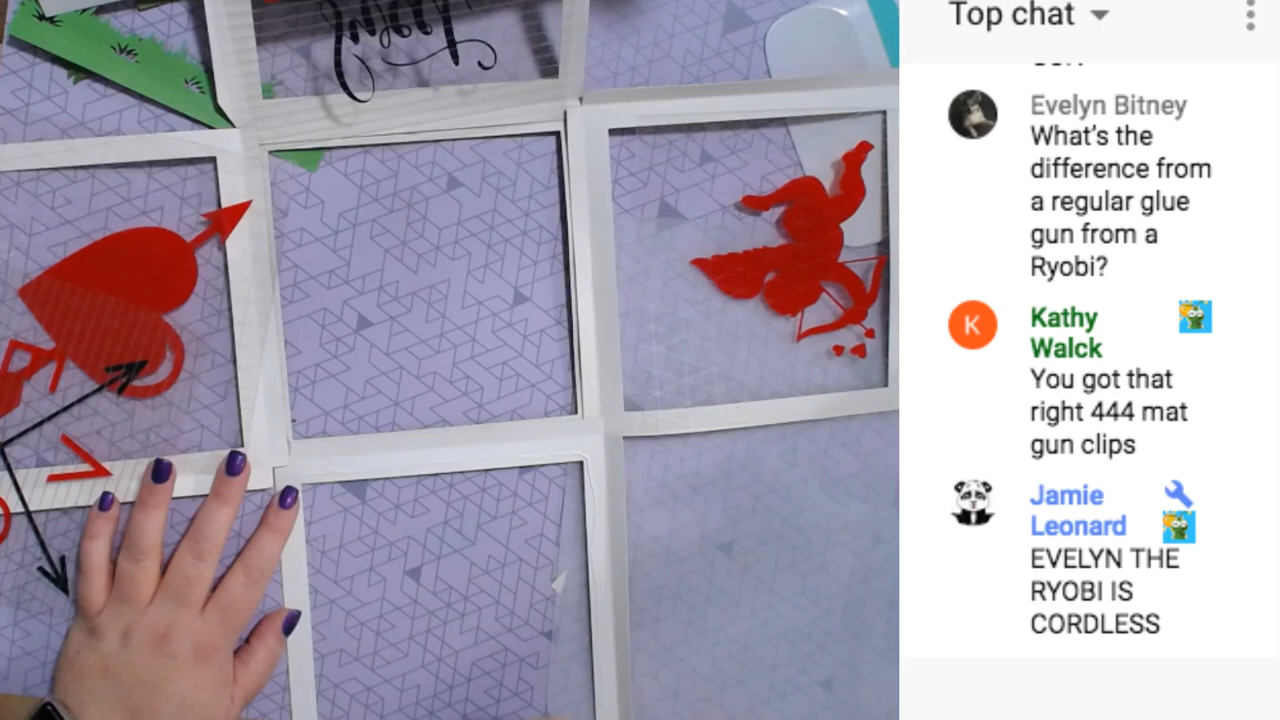 Top chat
Evelyn Bitney
What's the
difference from
a regular glue
gun from a
Ryobi?
K
Kathy
Walck
You got that
right 444 mat
gun clips
Jamie
Leonard
EVELYN THE
RYOBI IS
CORDLESS